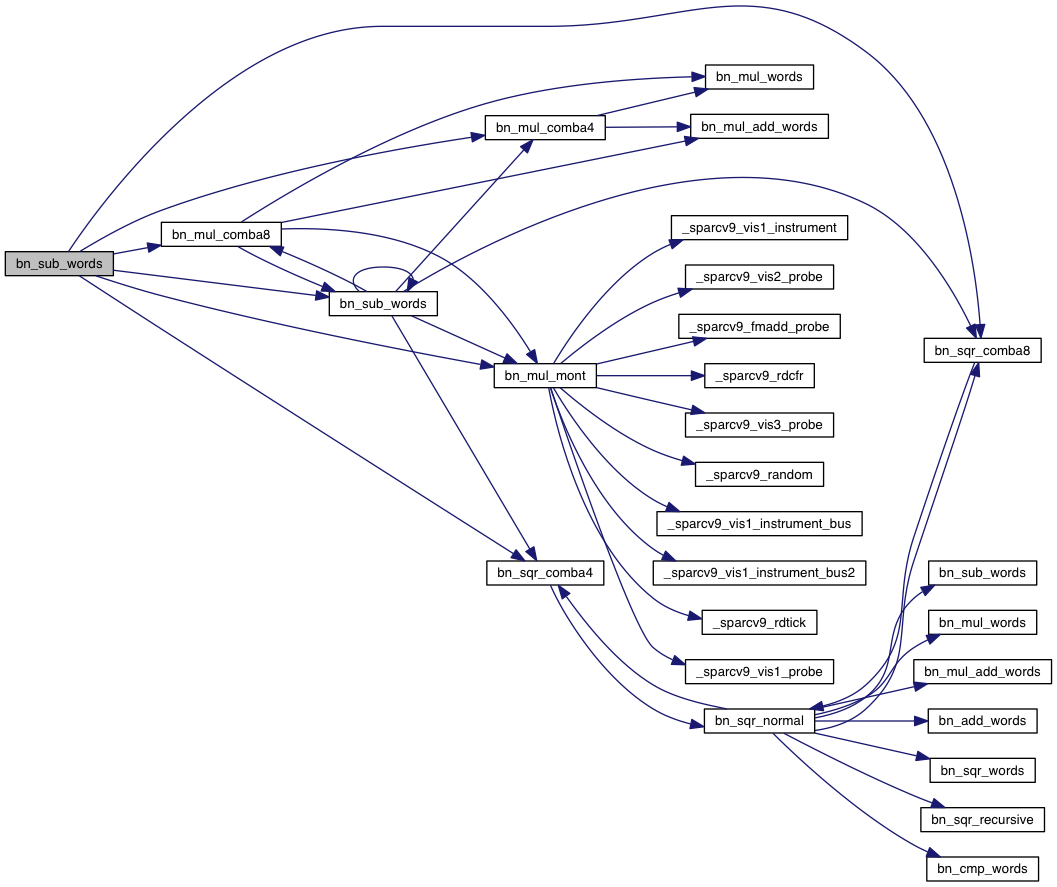 bn_mul_words
bn_mul_comba4
bn_mul_add_words
_sparcv9_vis1_instrument
bn_mul_comba8
bn_sub_words
_sparcv9_vis2_probe
bn_sub_words
_sparcv9_fmadd_probe
bn_sqr_comba8
bn_mul_mont
_sparcv9_rdcfr
_sparcv9_vis3_probe
_sparcv9_random
_sparcv9_vis1_instrument_bus
bn_sqr_comba4
_sparcv9_vis1_instrument_bus2
bn_sub_words
_sparcv9_rdtick
bn_mul_words
_sparcv9_vis1_probe
bn_mul_add_words
bn_sqr_normal
bn_add_words
bn_sqr_words
bn_sqr_recursive
bn_cmp_words